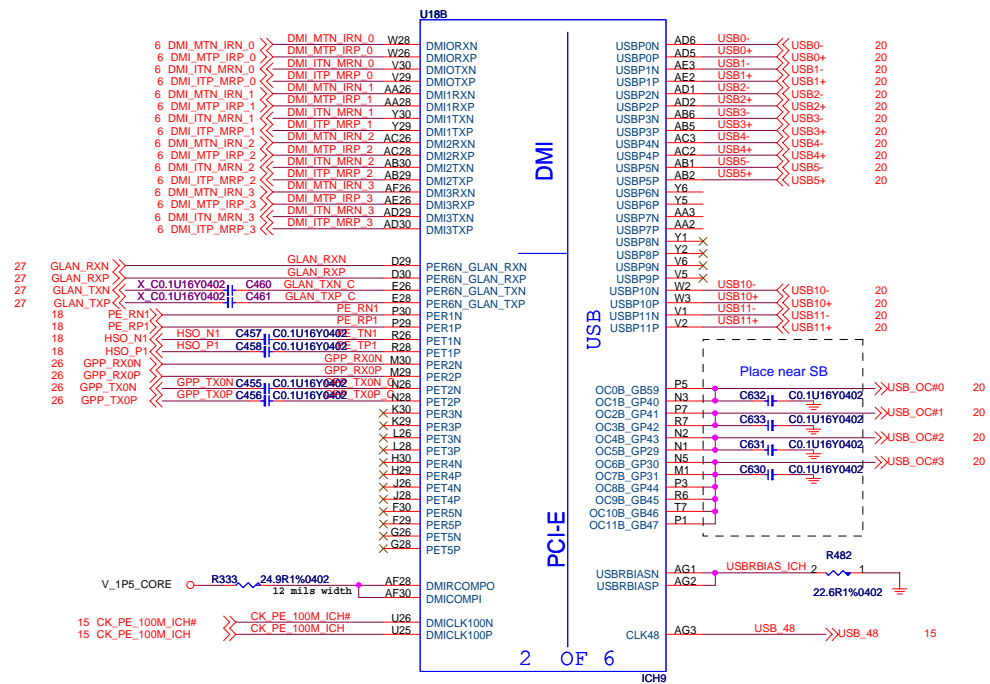 U18B
6 DMI_MTN_IRN_0 DMI_MTN_IRN_0 W28 DMI0RXN
6 DMI_MTP_IRP_0 DMI_MTP_IRP_0 W26 DMI0RXP
6 DMI_ITN_MRN_0 DMI_ITN_MRN_0 V30 DMI0TXN
6 DMI_ITP_MRP_0 DMI_ITP_MRP_0 V29 DMI0TXP
6 DMI_MTN_IRN_1 DMI_MTN_IRN_1 AA26 DMI1RXN
6 DMI_MTP_IRP_1 DMI_MTP_IRP_1 AA28 DMI1RXP
6 DMI_ITN_MRN_1 DMI_ITN_MRN_1 Y30 DMI1TXN
6 DMI_ITP_MRP_1 DMI_ITP_MRP_1 Y29 DMI1TXP
6 DMI_MTN_IRN_2 DMI_MTN_IRN_2 AC26 DMI2RXN
6 DMI_MTP_IRP_2 DMI_MTP_IRP_2 AC28 DMI2RXP
6 DMI_ITN_MRN_2 DMI_ITN_MRN_2 AB30 DMI2TXN
6 DMI_ITP_MRP_2 DMI_ITP_MRP_2 AB29 DMI2TXP
6 DMI_MTN_IRN_3 DMI_MTN_IRN_3 AF26 DMI3RXN
6 DMI_MTP_IRP_3 DMI_MTP_IRP_3 AE26 DMI3RXP
6 DMI_ITN_MRN_3 DMI_ITN_MRN_3 AD29 DMI3TXN
6 DMI_ITP_MRP_3 DMI_ITP_MRP_3 AD30 DMI3TXP
27 GLAN_RXN GLAN_RXN D29 PER6N_GLAN_RXN
27 GLAN_RXP GLAN_RXP D30 PER6N_GLAN_RXP
27 GLAN_TXN X_C0.1U16Y0402 C460 GLAN_TXN_C E26 PER6N_GLAN_TXN
27 GLAN_TXP X_C0.1U16Y0402 C461 GLAN_TXP_C E28 PER6N_GLAN_TXP
18 PE_RN1 PE_RN1 P30 PER1N
18 PE_RP1 PE_RP1 P29 PER1P
18 HSO_N1 HSO_N1 C457 C0.1U16Y0402 PE_TN1 R26 PET1N
18 HSO_P1 HSO_P1 C458 C0.1U16Y0402 PE_TP1 R28 PET1P
26 GPP_RX0N GPP_RX0N M30 PER2N
26 GPP_RX0P GPP_RX0P M29 PER2P
26 GPP_TX0N GPP_TX0N C455 C0.1U16Y0402 GPP_TX0N_C N26 PET2N
26 GPP_TX0P GPP_TX0P C456 C0.1U16Y0402 GPP_TX0P_C N28 PET2P
K30 PER3N
K29 PER3P
L26 PET3N
L28 PET3P
H30 PER4N
H29 PER4P
J26 PET4N
J28 PET4P
F30 PER5N
F29 PER5P
G26 PET5N
G28 PET5P
V_1P5_CORE R333 24.9R1%0402 AF28 DMIRCOMPO
12 mils width AF30 DMICOMPI
15 CK_PE_100M_ICH# CK_PE_100M_ICH# U26 DMICLK100N
15 CK_PE_100M_ICH CK_PE_100M_ICH U25 DMICLK100P
DMI
PCI-E
USB
USBP0N AD6 USB0- USB0- 20
USBP0P AD5 USB0+ USB0+ 20
USBP1N AE3 USB1- USB1- 20
USBP1P AE2 USB1+ USB1+ 20
USBP2N AD1 USB2- USB2- 20
USBP2P AD2 USB2+ USB2+ 20
USBP3N AB6 USB3- USB3- 20
USBP3P AB5 USB3+ USB3+ 20
USBP4N AC3 USB4- USB4- 20
USBP4P AC2 USB4+ USB4+ 20
USBP5N AB1 USB5- USB5- 20
USBP5P AB2 USB5+ USB5+ 20
USBP6N Y6
USBP6P Y5
USBP7N AA3
USBP7P AA2
USBP8N Y1
USBP8P Y2
USBP9N V6
USBP9P V5
USBP10N W2 USB10- USB10- 20
USBP10P W3 USB10+ USB10+ 20
USBP11N V1 USB11- USB11- 20
USBP11P V2 USB11+ USB11+ 20
Place near SB
OC0B_GB59 P5 USB_OC#0 20
OC1B_GP40 N3 C632 C0.1U16Y0402
OC2B_GP41 P7 USB_OC#1 20
OC3B_GP42 R7 C633 C0.1U16Y0402
OC4B_GP43 N2 USB_OC#2 20
OC5B_GP29 N1 C631 C0.1U16Y0402
OC6B_GP30 N5 USB_OC#3 20
OC7B_GP31 M1 C630 C0.1U16Y0402
OC8B_GP44 P3
OC9B_GB45 R6
OC10B_GB46 T7
OC11B_GB47 P1
USBRBIASN AG1 USBRBIAS_ICH 2 R482 1
USBRBIASP AG2 22.6R1%0402
CLK48 AG3 USB_48 USB_48 15
2 OF 6
ICH9